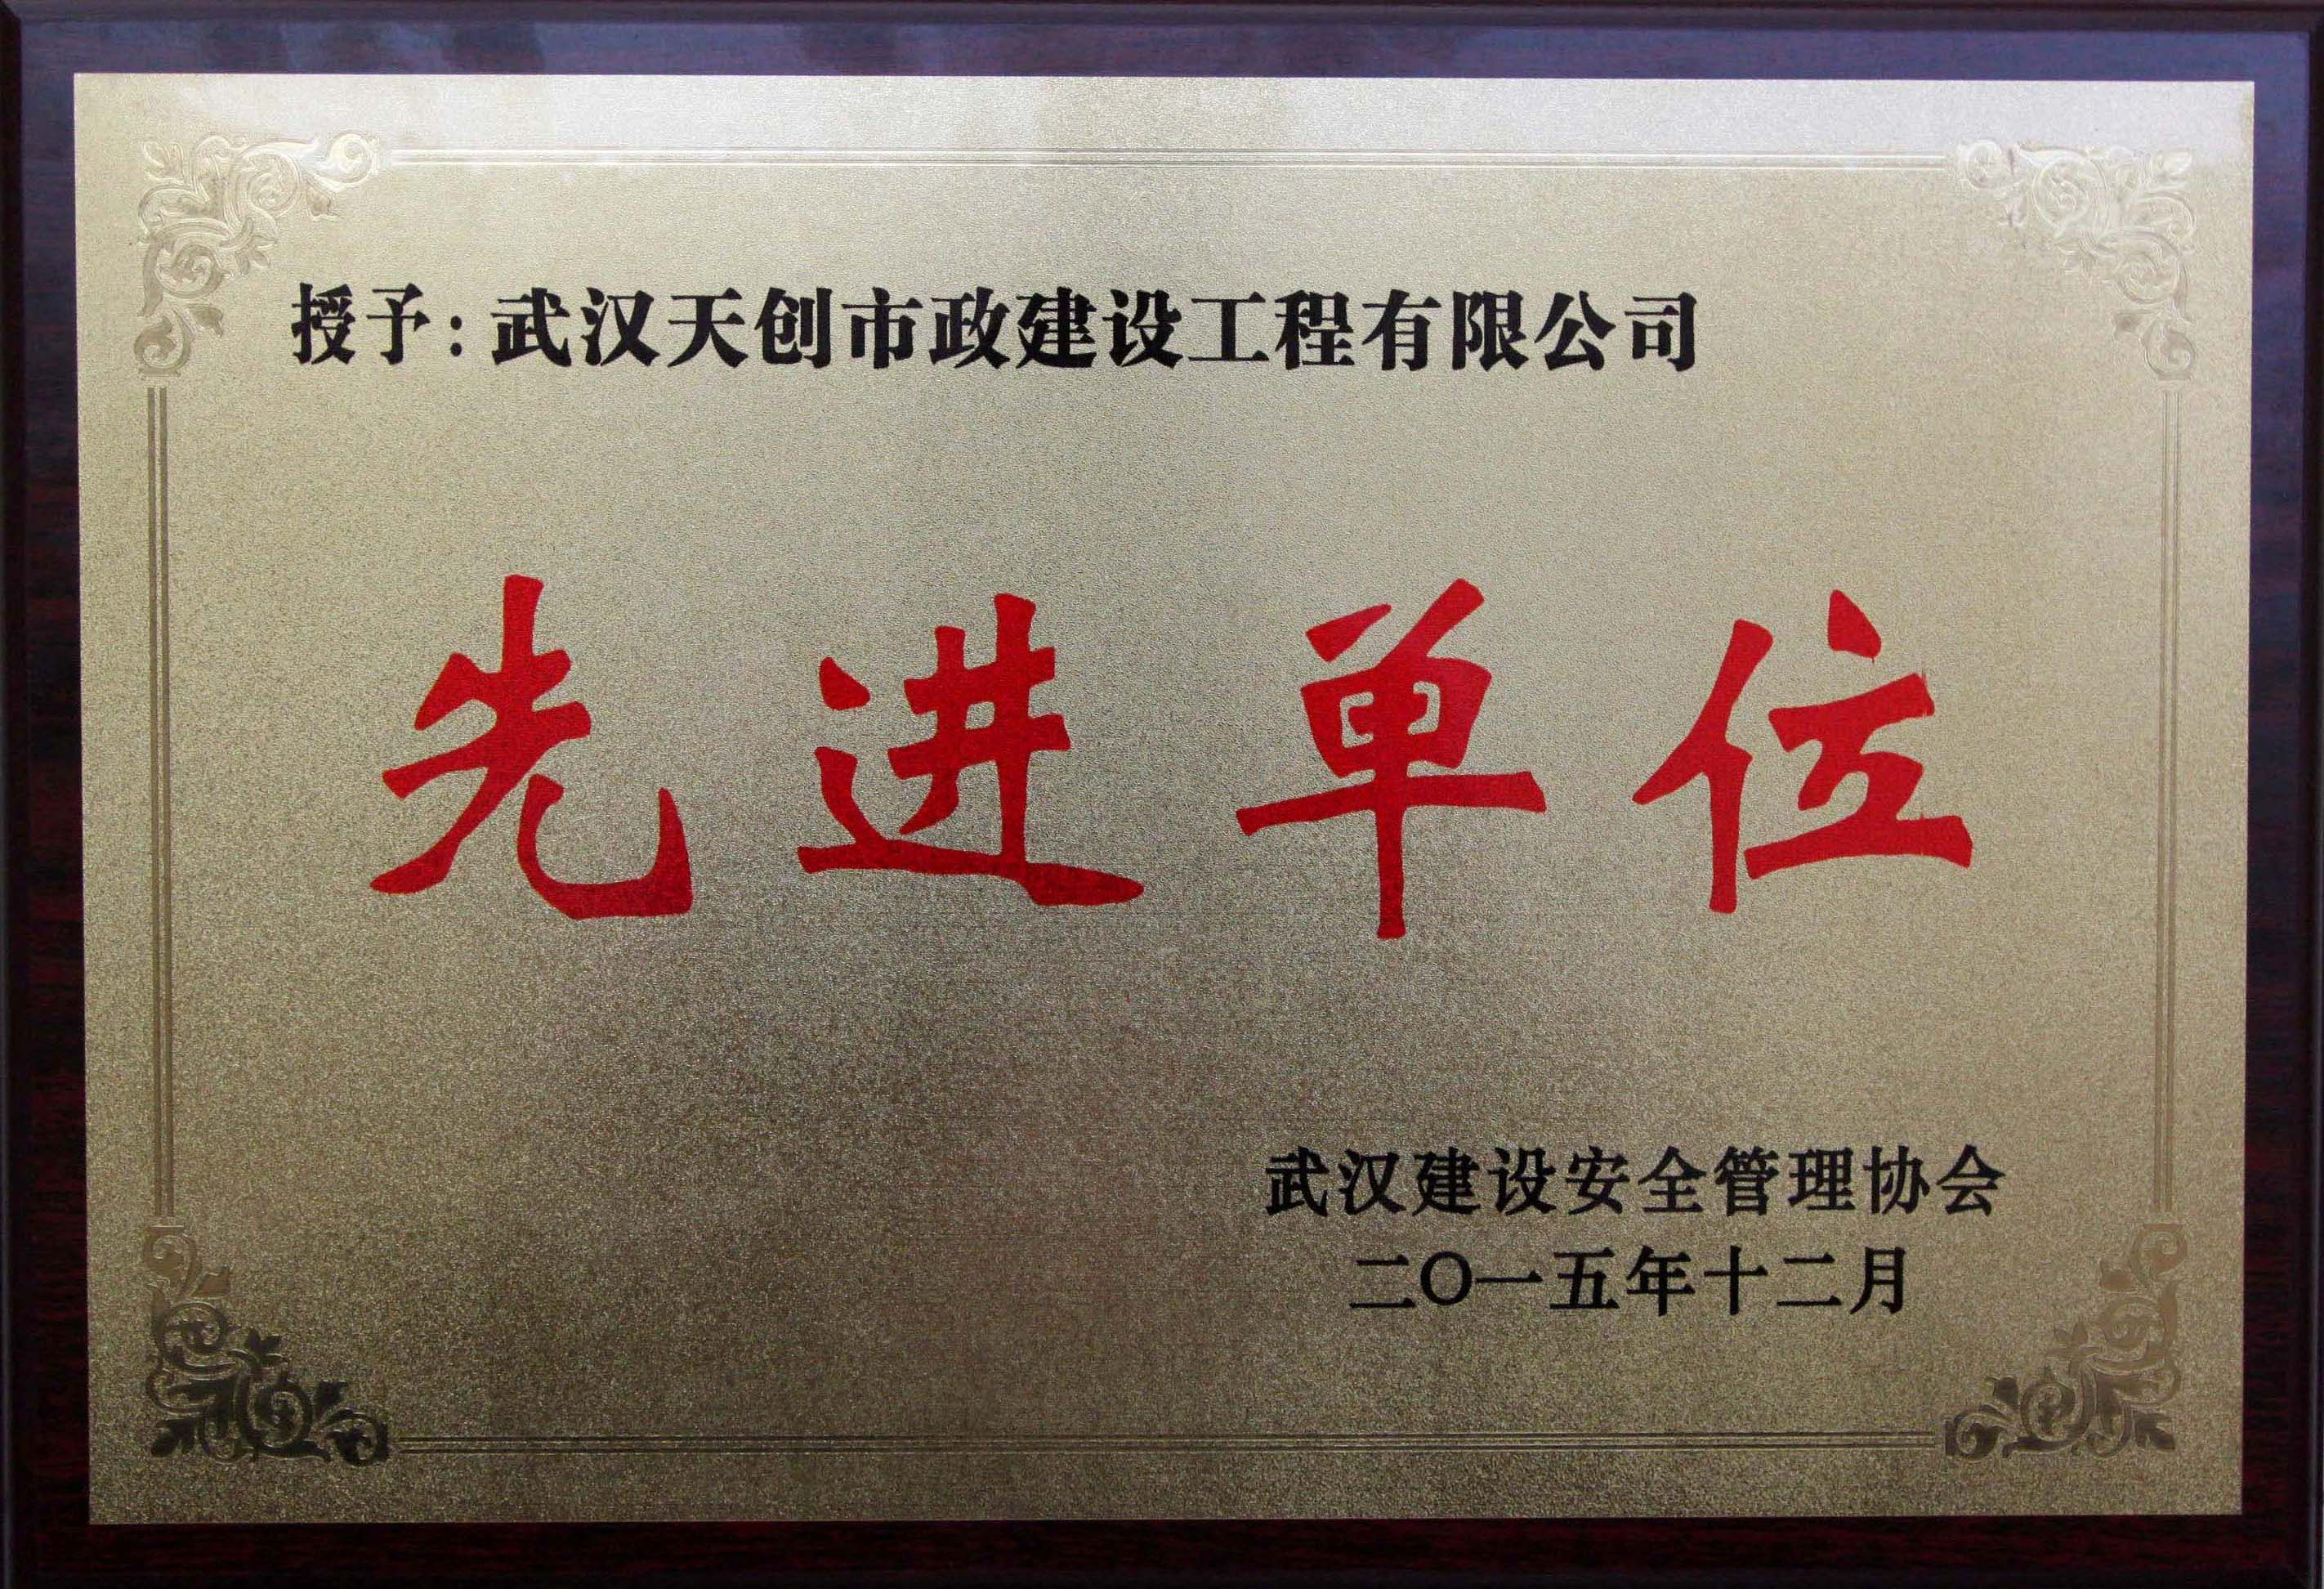 授予：武汉天创市政建设工程有限公司
先进单位
武汉建设安全管理协会
二〇一五年十二月